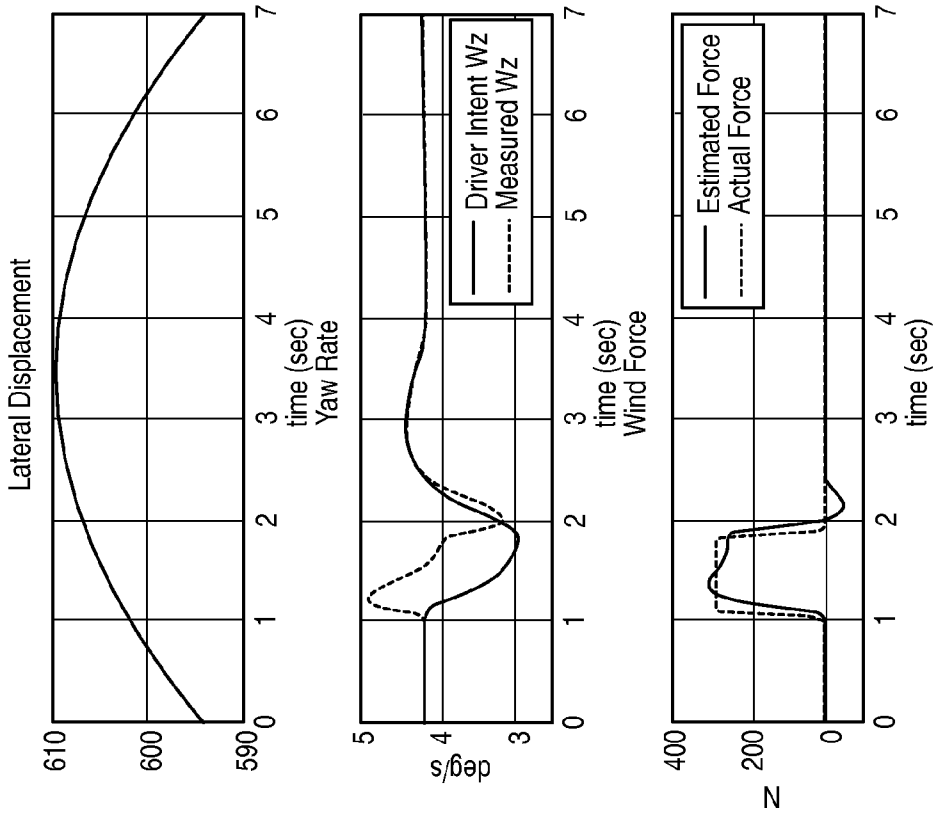 Lateral Displacement
610
600
590
0 1 2 3 4 5 6 7
time (sec)
Yaw Rate
5
4
3
deg/s
Driver Intent Wz
Measured Wz
0 1 2 3 4 5 6 7
time (sec)
Wind Force
400
200
0
N
Estimated Force
Actual Force
0 1 2 3 4 5 6 7
time (sec)